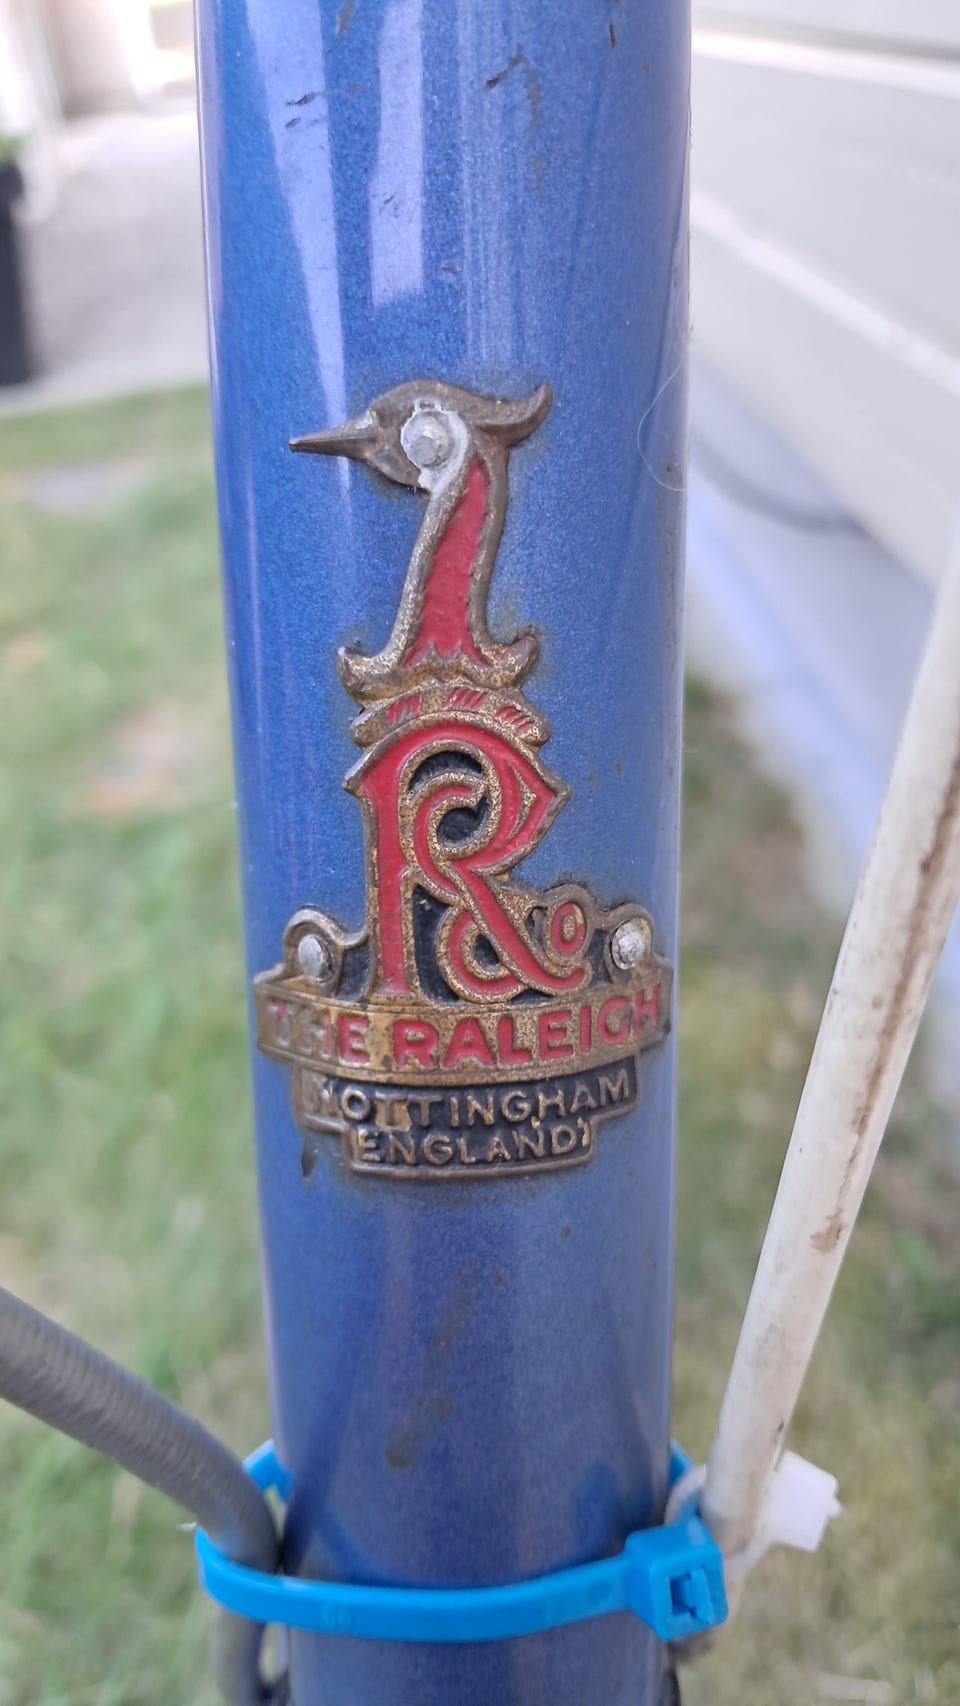 R Co
THE RALEIGH
NOTTINGHAM
ENGLAND